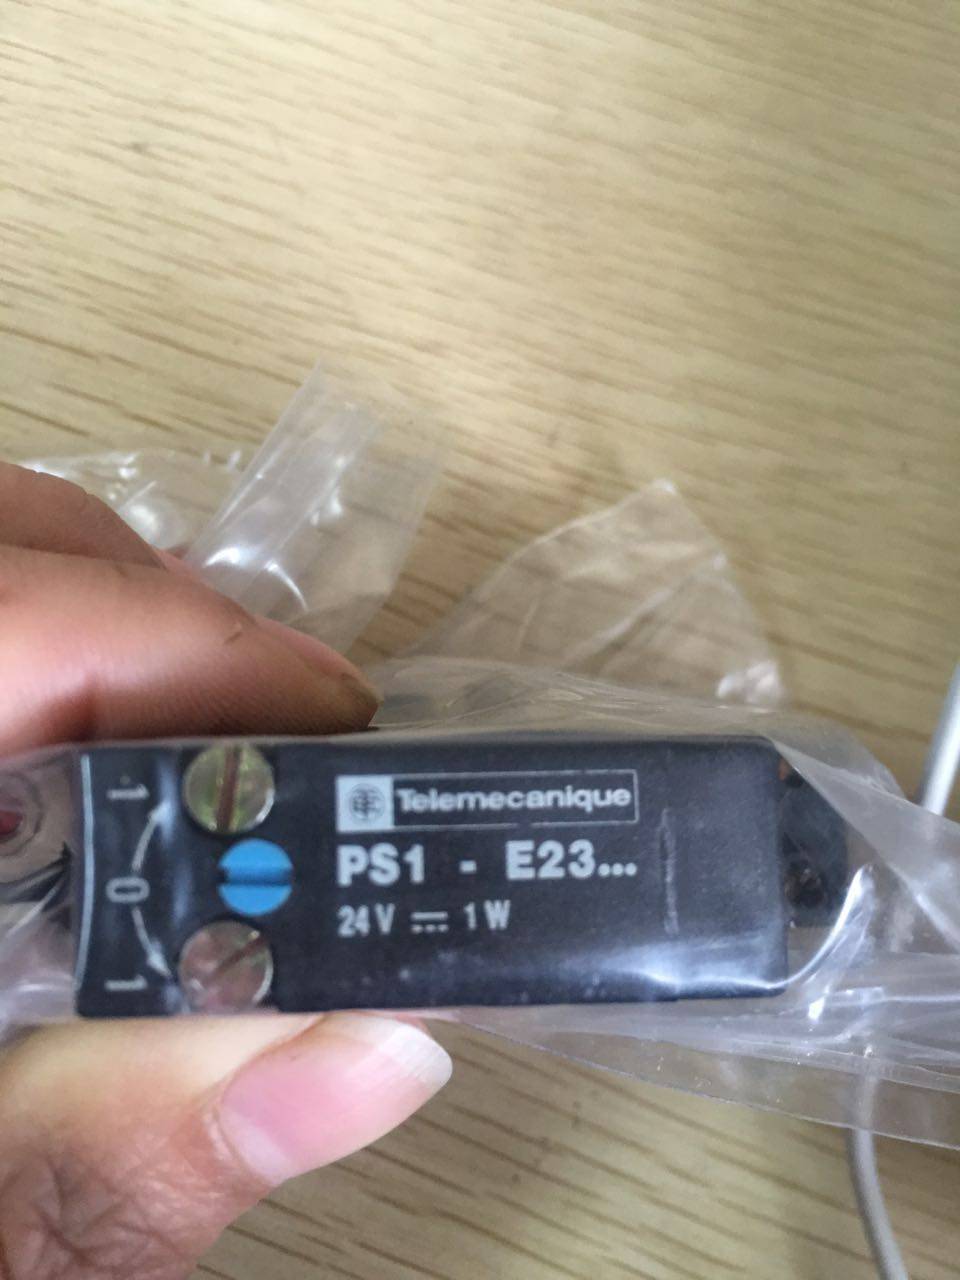 Telemecanique
PS1 - E23...
24 V ⎓ 1 W
1
0
1